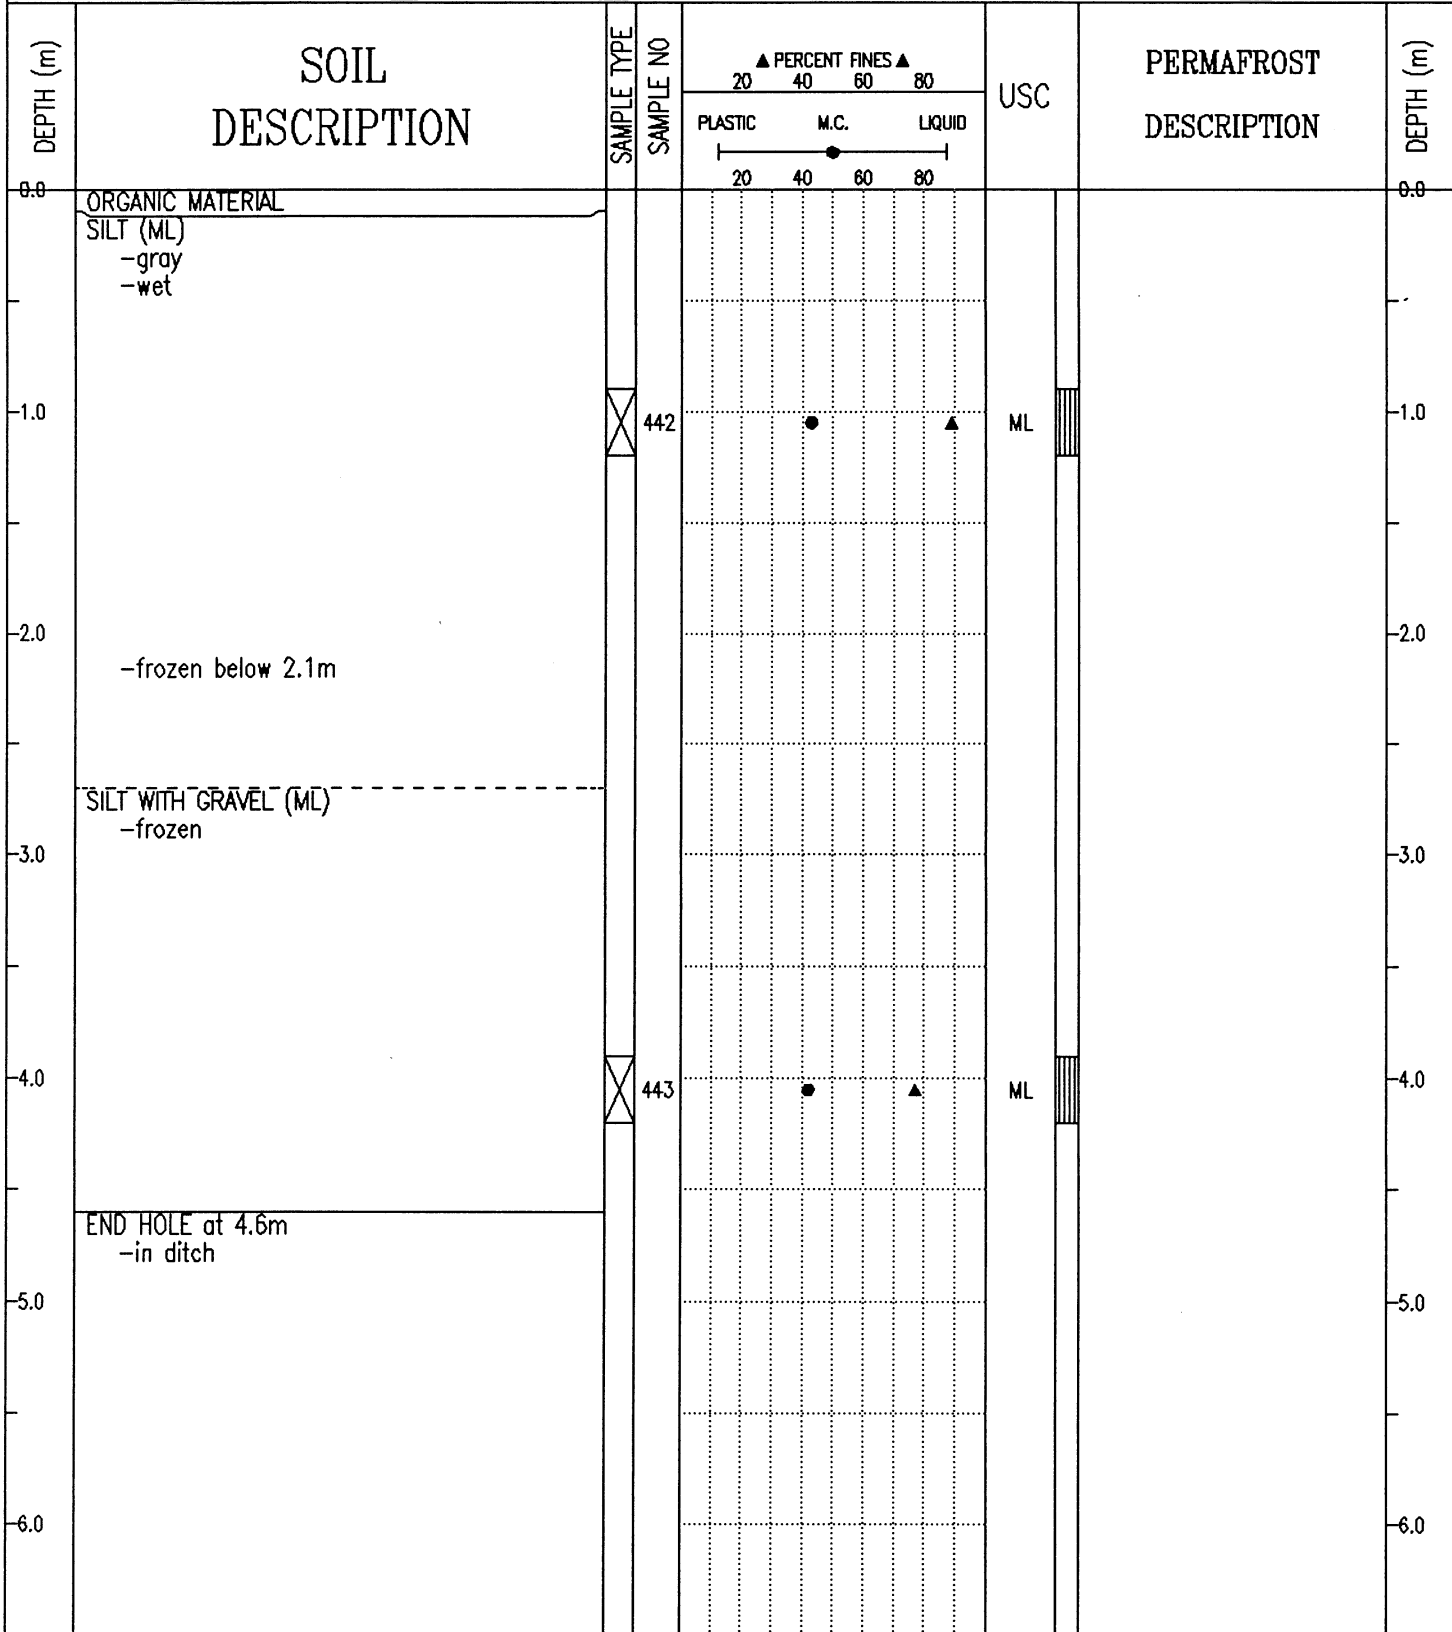 DEPTH (m)
SOIL
DESCRIPTION
SAMPLE TYPE
SAMPLE NO
▲ PERCENT FINES ▲
20 40 60 80
PLASTIC M.C. LIQUID
20 40 60 80
USC
PERMAFROST
DESCRIPTION
DEPTH (m)
0.0 0.0
ORGANIC MATERIAL
SILT (ML)
-gray
-wet
1.0 442 ML 1.0
2.0 2.0
-frozen below 2.1m
SILT WITH GRAVEL (ML)
-frozen
3.0 3.0
4.0 443 ML 4.0
END HOLE at 4.6m
-in ditch
5.0 5.0
6.0 6.0